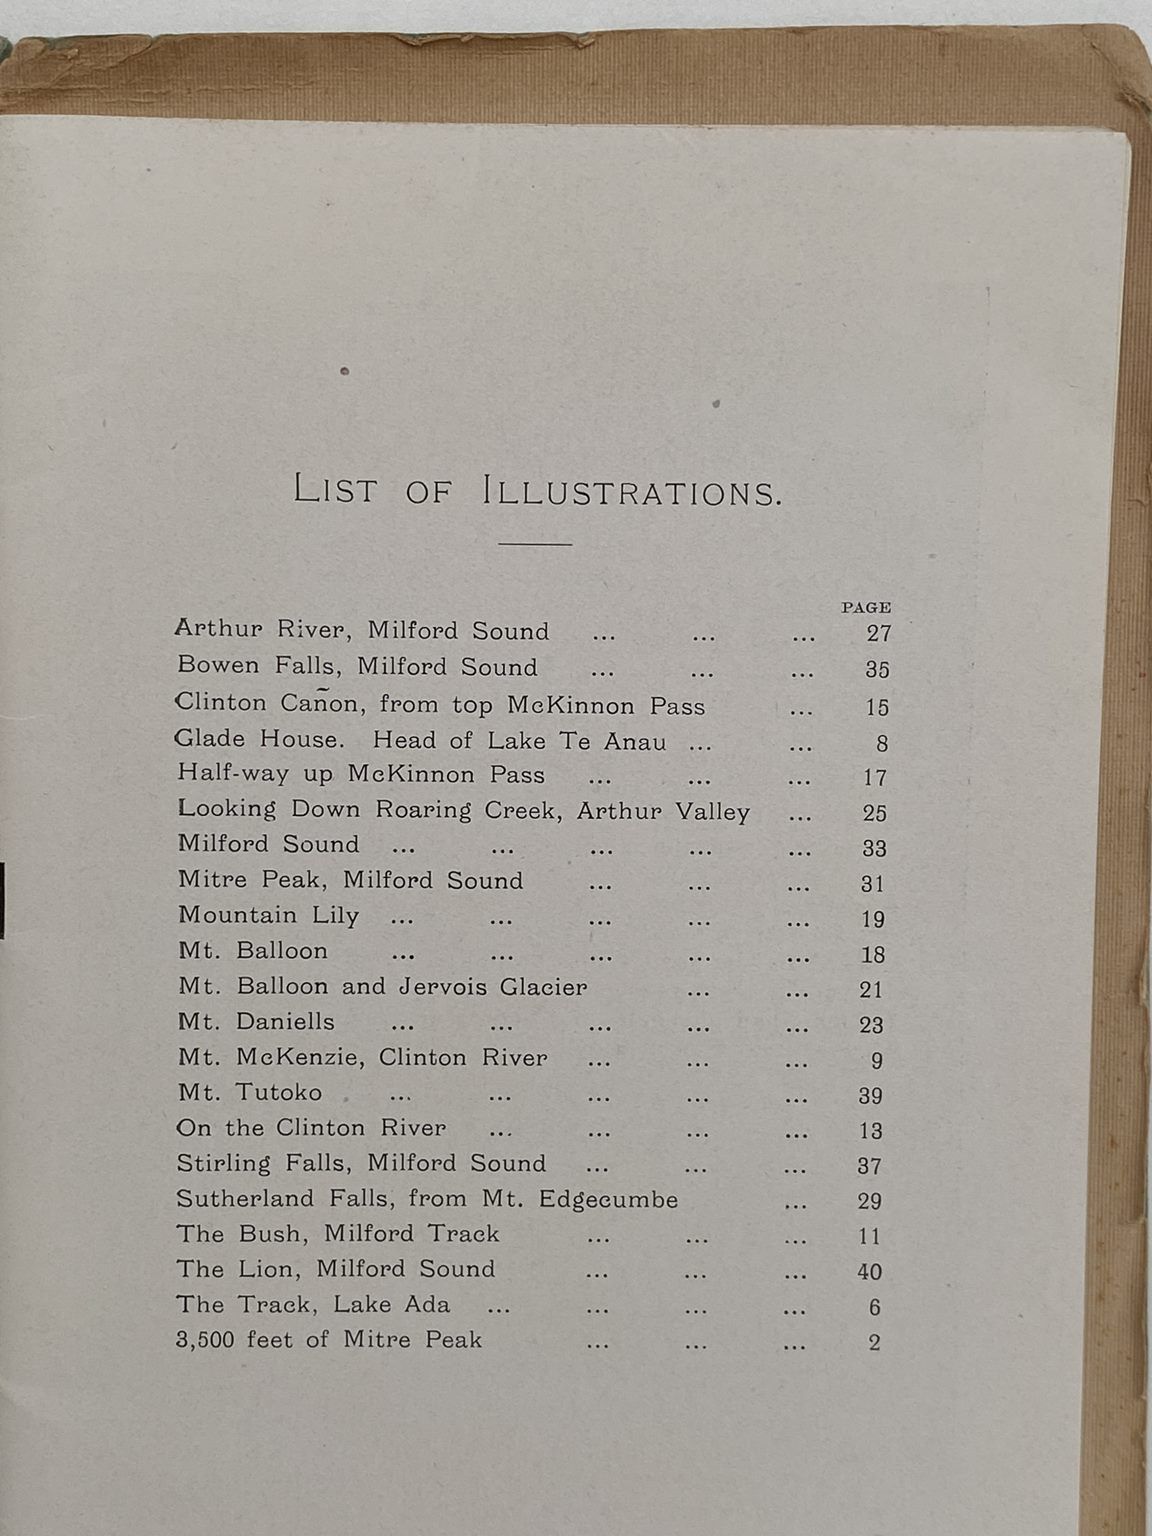 LIST OF ILLUSTRATIONS.
PAGE
Arthur River, Milford Sound ... ... ... 27
Bowen Falls, Milford Sound ... ... ... 35
Clinton Cañon, from top McKinnon Pass ... 15
Glade House. Head of Lake Te Anau ... ... 8
Half-way up McKinnon Pass ... ... ... 17
Looking Down Roaring Creek, Arthur Valley ... 25
Milford Sound ... ... ... ... ... 33
Mitre Peak, Milford Sound ... ... ... 31
Mountain Lily ... ... ... ... ... 19
Mt. Balloon ... ... ... ... ... 18
Mt. Balloon and Jervois Glacier ... ... 21
Mt. Daniells ... ... ... ... ... 23
Mt. McKenzie, Clinton River ... ... ... 9
Mt. Tutoko ... ... ... ... ... 39
On the Clinton River ... ... ... ... 13
Stirling Falls, Milford Sound ... ... ... 37
Sutherland Falls, from Mt. Edgecumbe ... 29
The Bush, Milford Track ... ... ... 11
The Lion, Milford Sound ... ... ... 40
The Track, Lake Ada ... ... ... ... 6
3,500 feet of Mitre Peak ... ... ... 2